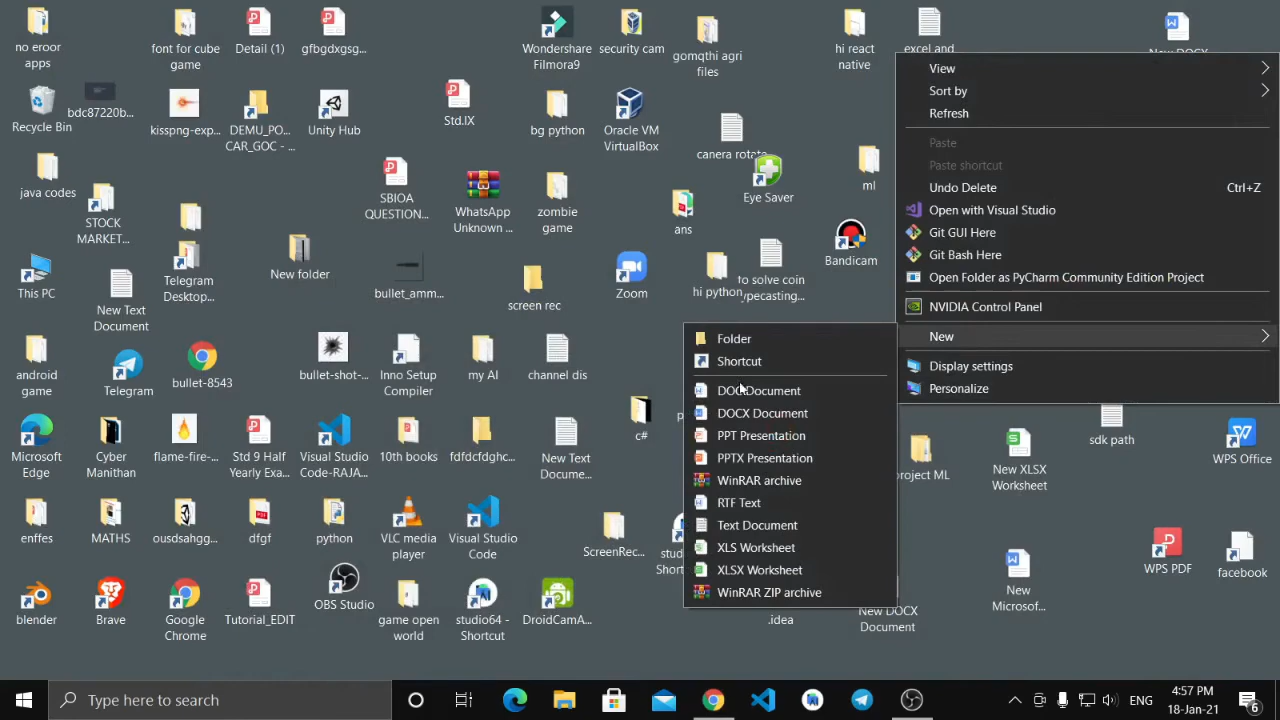 no eroor
apps
font for cube
game
Detail (1)
gfbgdxgsg...
Wondershare
Filmora9
security cam
gomqthi agri
files
hi react
native
excel and
New DOCX
Recycle Bin
bdc87220b...
kisspng-exp...
DEMU_PO...
CAR_GOC - ...
Unity Hub
Std.IX
bg python
Oracle VM
VirtualBox
canera rotate
Eye Saver
ml
java codes
STOCK
MARKET...
SBIOA
QUESTION...
WhatsApp
Unknown ...
zombie
game
ans
Bandicam
This PC
New Text
Document
Telegram
Desktop...
New folder
bullet_amm...
screen rec
Zoom
hi python
to solve coin
ypecasting...
android
game
Telegram
bullet-8543
bullet-shot-...
Inno Setup
Compiler
my AI
channel dis
c#
Microsoft
Edge
Cyber
Manithan
flame-fire-...
Std 9 Half
Yearly Exa...
Visual Studio
Code-RAJA...
10th books
fdfdcfdghc...
New Text
Docume...
enffes
MATHS
ousdsahgg...
dfgf
python
VLC media
player
Visual Studio
Code
ScreenRec...
blender
Brave
Google
Chrome
Tutorial_EDIT
OBS Studio
game open
world
studio64 -
Shortcut
DroidCamA...
.idea
New DOCX
Document
View
Sort by
Refresh
Paste
Paste shortcut
Undo Delete Ctrl+Z
Open with Visual Studio
Git GUI Here
Git Bash Here
Open Folder as PyCharm Community Edition Project
NVIDIA Control Panel
New
Display settings
Personalize
Folder
Shortcut
DOC Document
DOCX Document
PPT Presentation
PPTX Presentation
WinRAR archive
RTF Text
Text Document
XLS Worksheet
XLSX Worksheet
WinRAR ZIP archive
project ML
New XLSX
Worksheet
sdk path
WPS Office
New
Microsof...
WPS PDF
facebook
Type here to search
ENG
4:57 PM
18-Jan-21
6